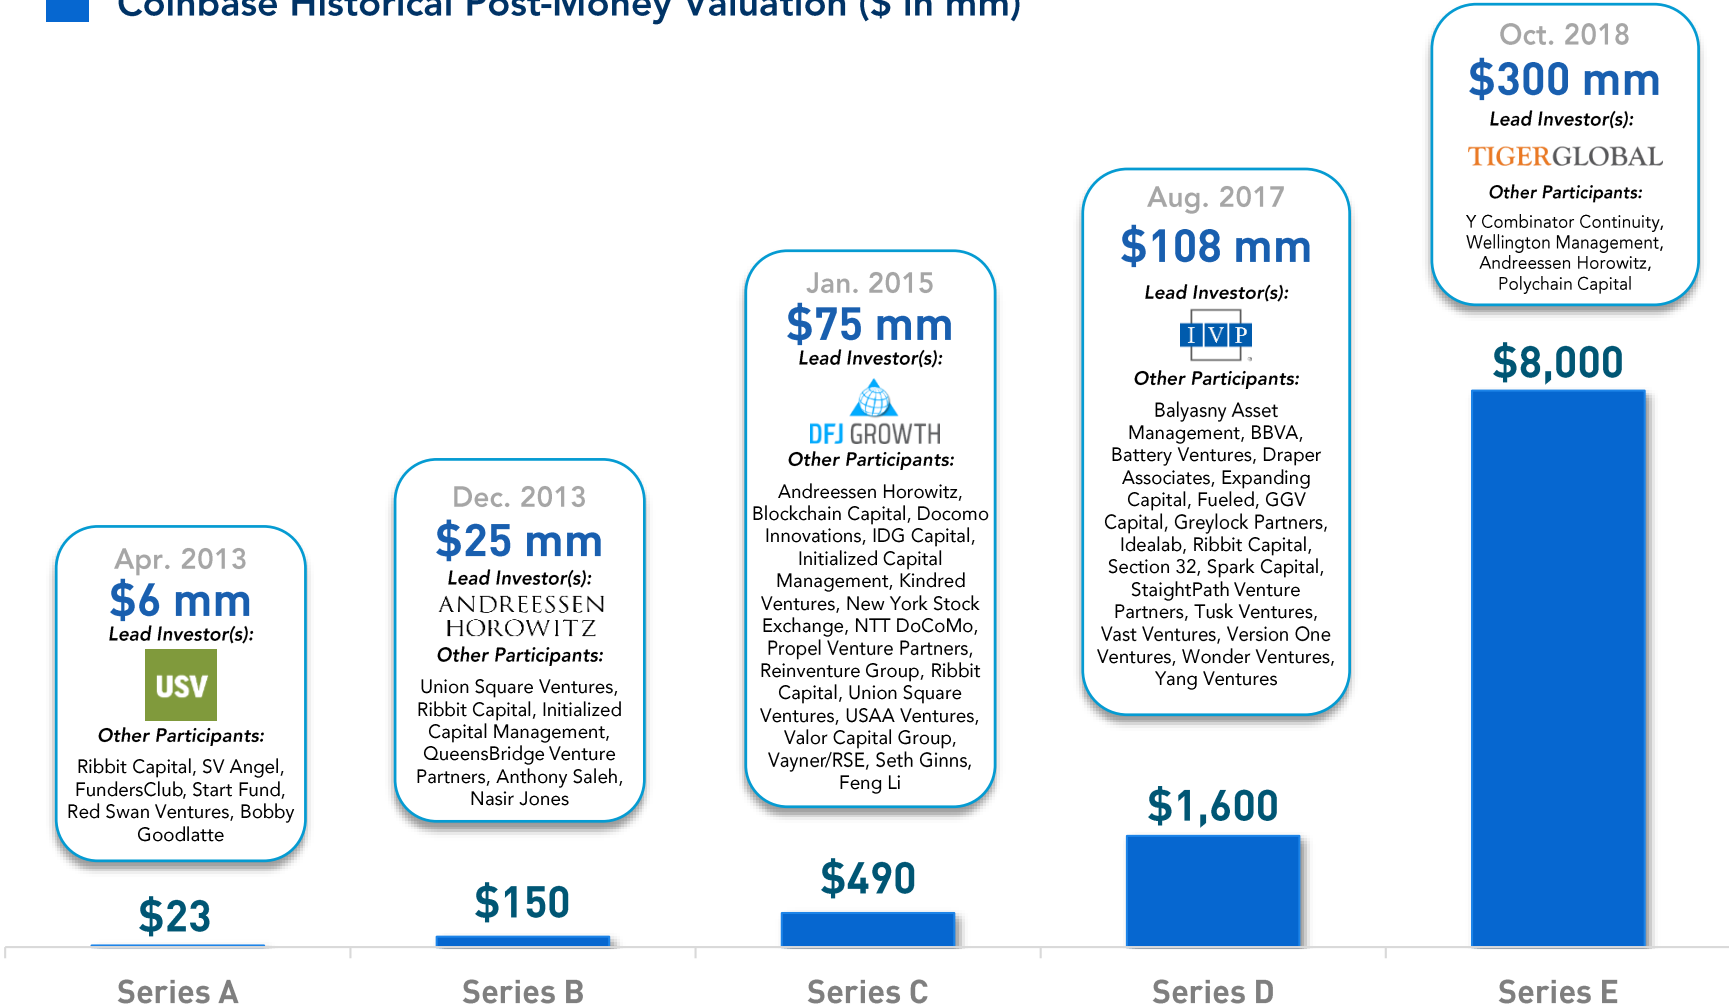 Coinbase Historical Post-Money Valuation ($ in mm)
Apr. 2013
$6 mm
Lead Investor(s):
USV
Other Participants:
Ribbit Capital, SV Angel,
FundersClub, Start Fund,
Red Swan Ventures, Bobby
Goodlatte
$23
Series A
Dec. 2013
$25 mm
Lead Investor(s):
ANDREESSEN
HOROWITZ
Other Participants:
Union Square Ventures,
Ribbit Capital, Initialized
Capital Management,
QueensBridge Venture
Partners, Anthony Saleh,
Nasir Jones
$150
Series B
Jan. 2015
$75 mm
Lead Investor(s):
DFJ GROWTH
Other Participants:
Andreessen Horowitz,
Blockchain Capital, Docomo
Innovations, IDG Capital,
Initialized Capital
Management, Kindred
Ventures, New York Stock
Exchange, NTT DoCoMo,
Propel Venture Partners,
Reinventure Group, Ribbit
Capital, Union Square
Ventures, USAA Ventures,
Valor Capital Group,
Vayner/RSE, Seth Ginns,
Feng Li
$490
Series C
Aug. 2017
$108 mm
Lead Investor(s):
IVP
Other Participants:
Balyasny Asset
Management, BBVA,
Battery Ventures, Draper
Associates, Expanding
Capital, Fueled, GGV
Capital, Greylock Partners,
Idealab, Ribbit Capital,
Section 32, Spark Capital,
StaightPath Venture
Partners, Tusk Ventures,
Vast Ventures, Version One
Ventures, Wonder Ventures,
Yang Ventures
$1,600
Series D
Oct. 2018
$300 mm
Lead Investor(s):
TIGERGLOBAL
Other Participants:
Y Combinator Continuity,
Wellington Management,
Andreessen Horowitz,
Polychain Capital
$8,000
Series E